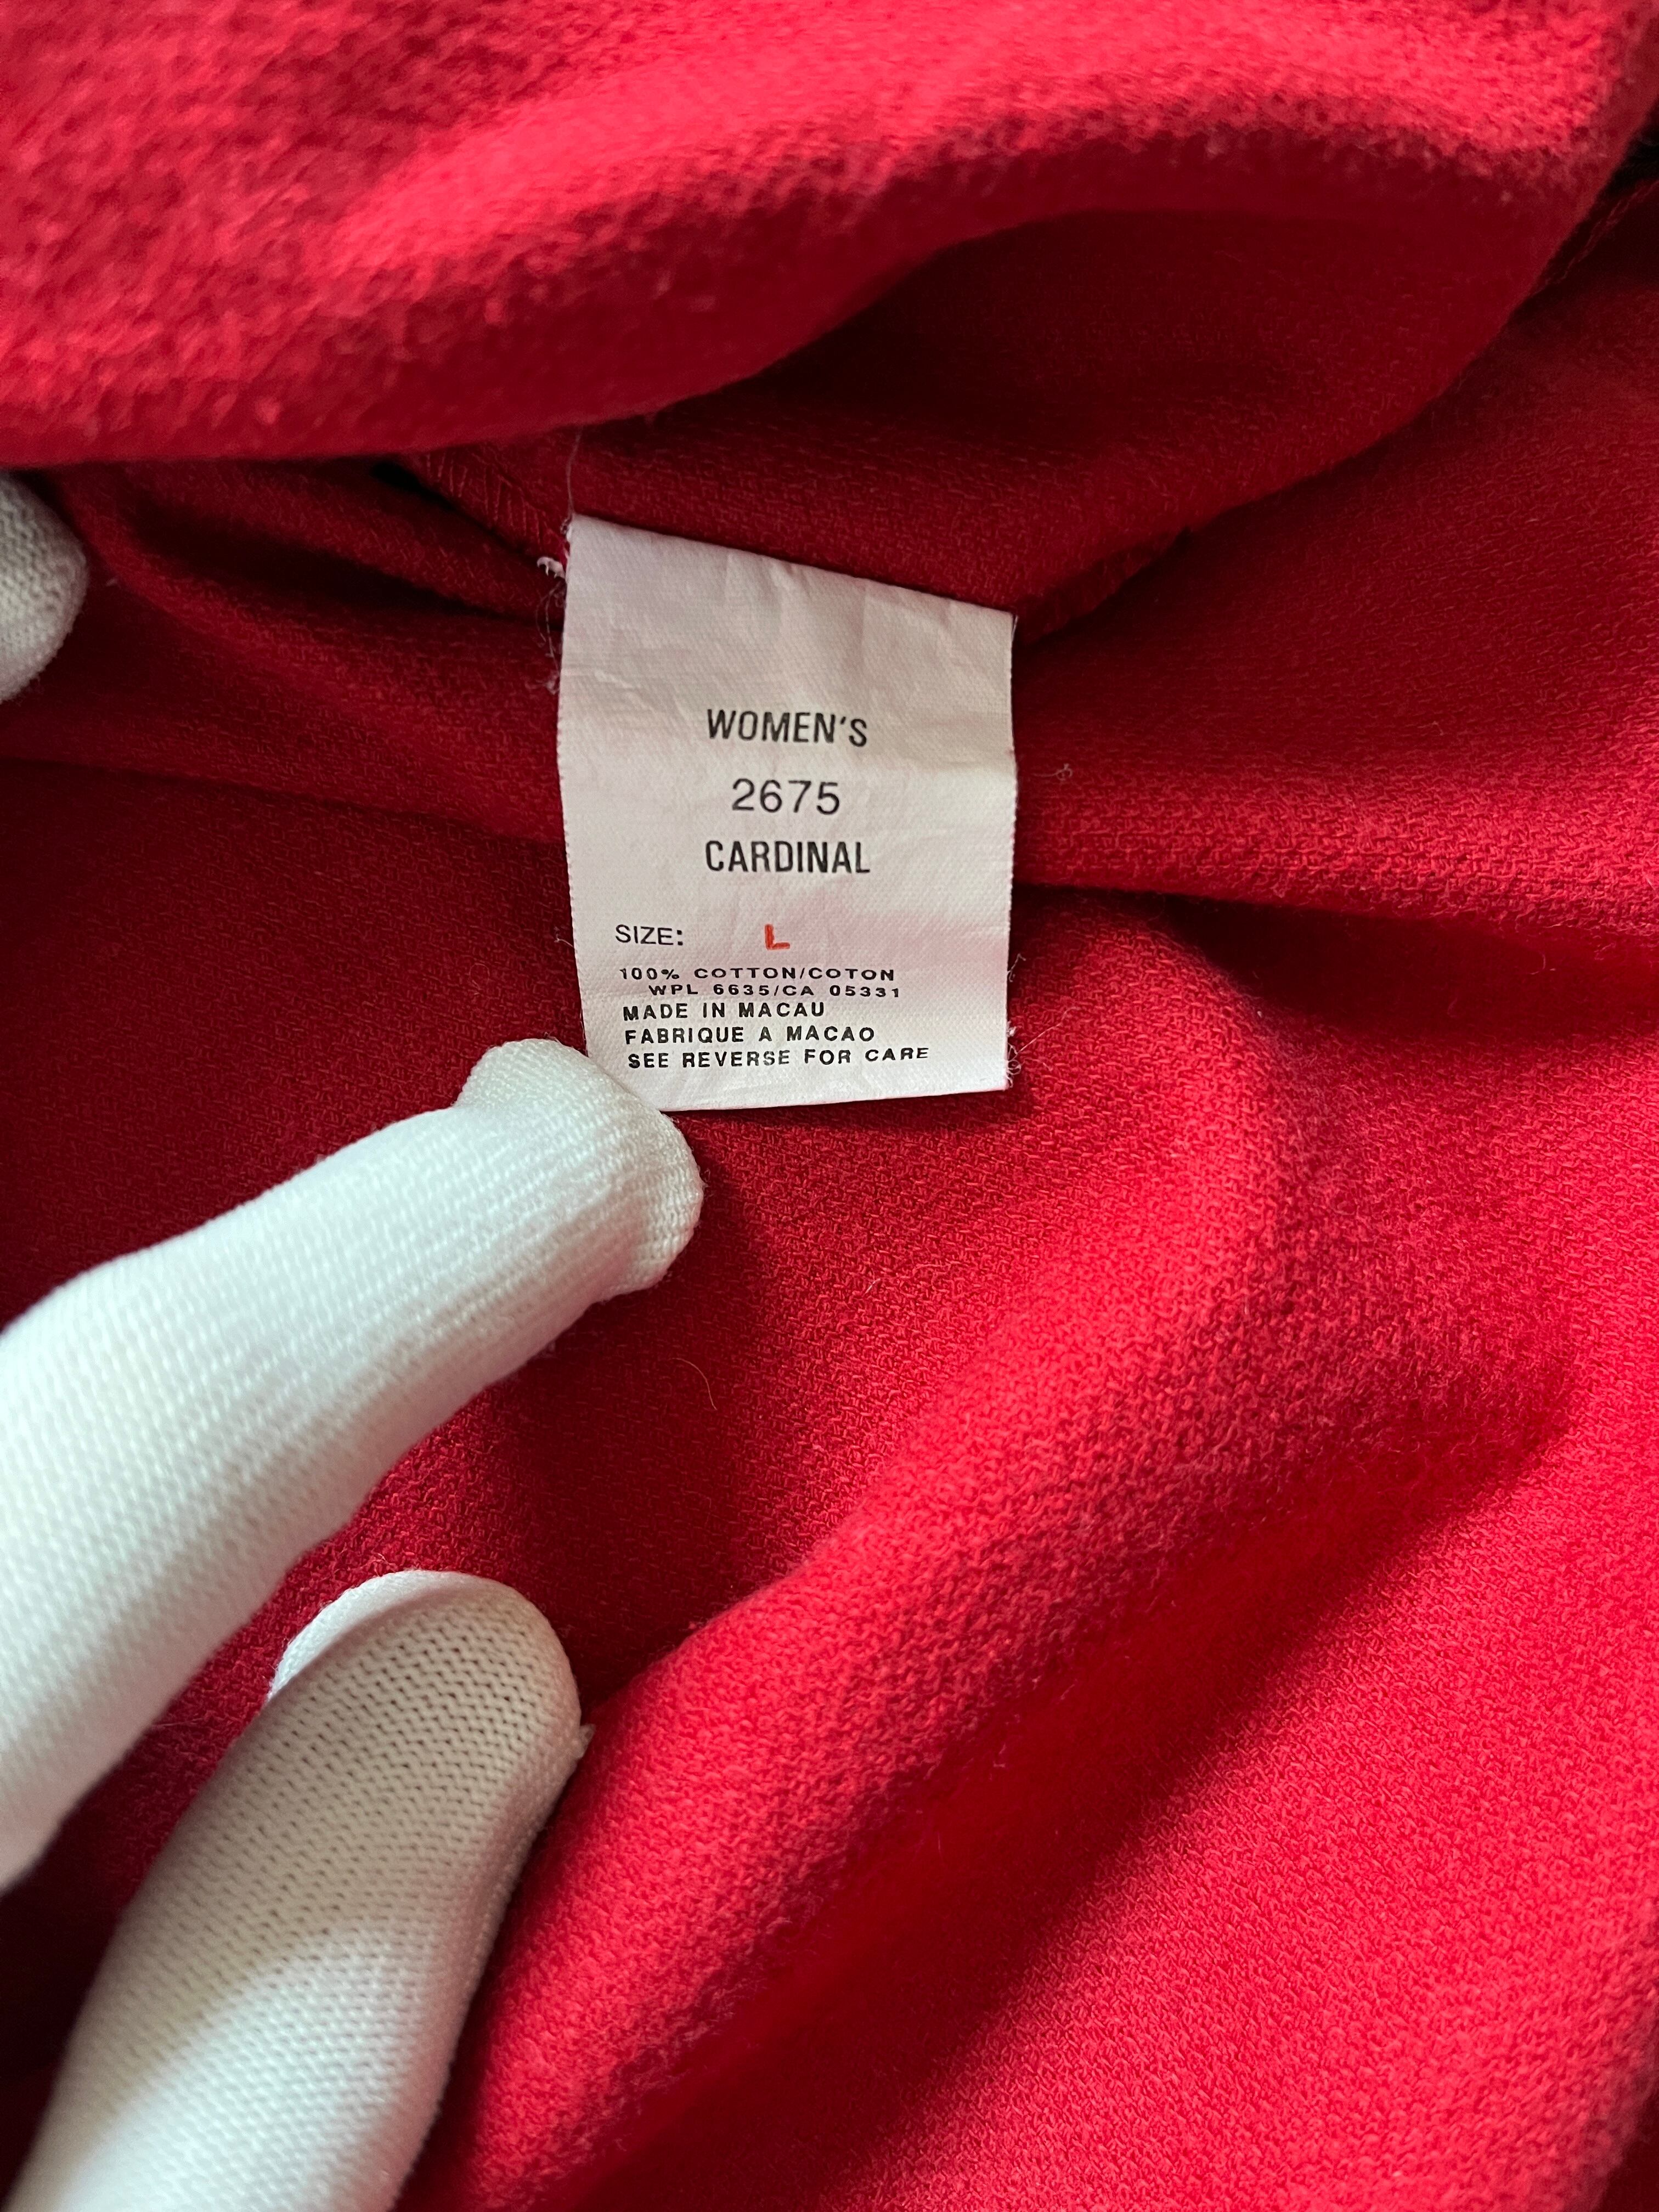 WOMEN'S
2675
CARDINAL
SIZE: L
100% COTTON/COTON
WPL 6635/CA 05331
MADE IN MACAU
FABRIQUE A MACAO
SEE REVERSE FOR CARE